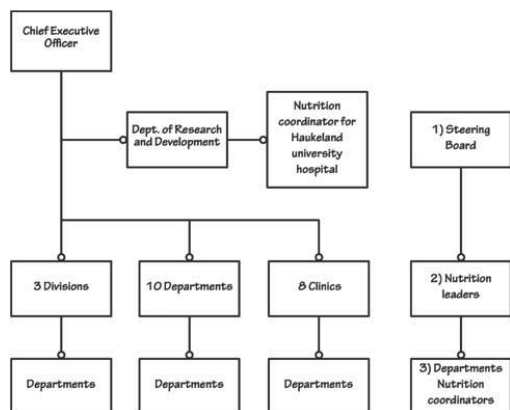 Chief Executive
Officer
Dept. of Research
and Development
Nutrition
coordinator for
Haukeland
university
hospital
1) Steering
Board
3 Divisions
10 Departments
8 Clinics
2) Nutrition
leaders
Departments
Departments
Departments
3) Departments
Nutrition
coordinators